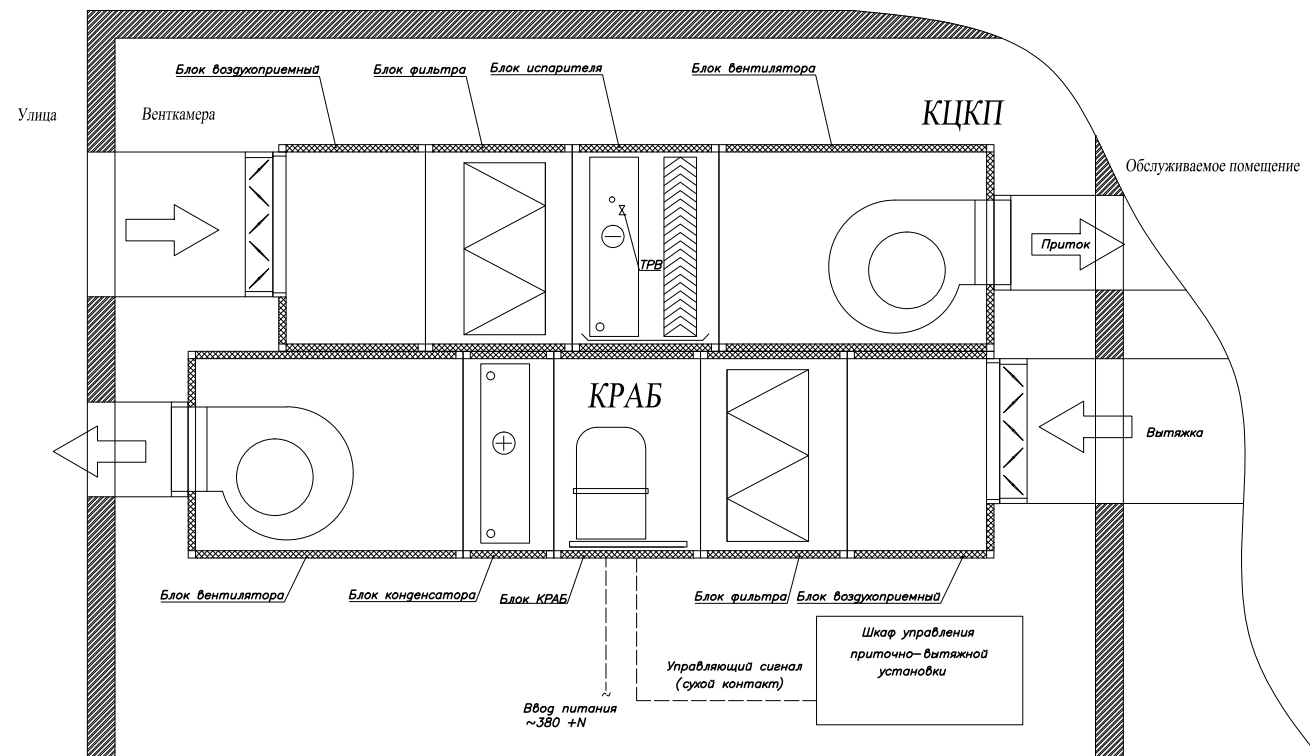 Блок воздухоприемный
Блок фильтра
Блок испарителя
Блок вентилятора
Улица
Венткамера
КЦКП
Обслуживаемое помещение
ТРВ
Приток
КРАБ
Вытяжка
Блок вентилятора
Блок конденсатора
Блок КРАБ
Блок фильтра
Блок воздухоприемный
Шкаф управления
приточно-вытяжной
установки
Управляющий сигнал
(сухой контакт)
~
Ввод питания
~380 +N